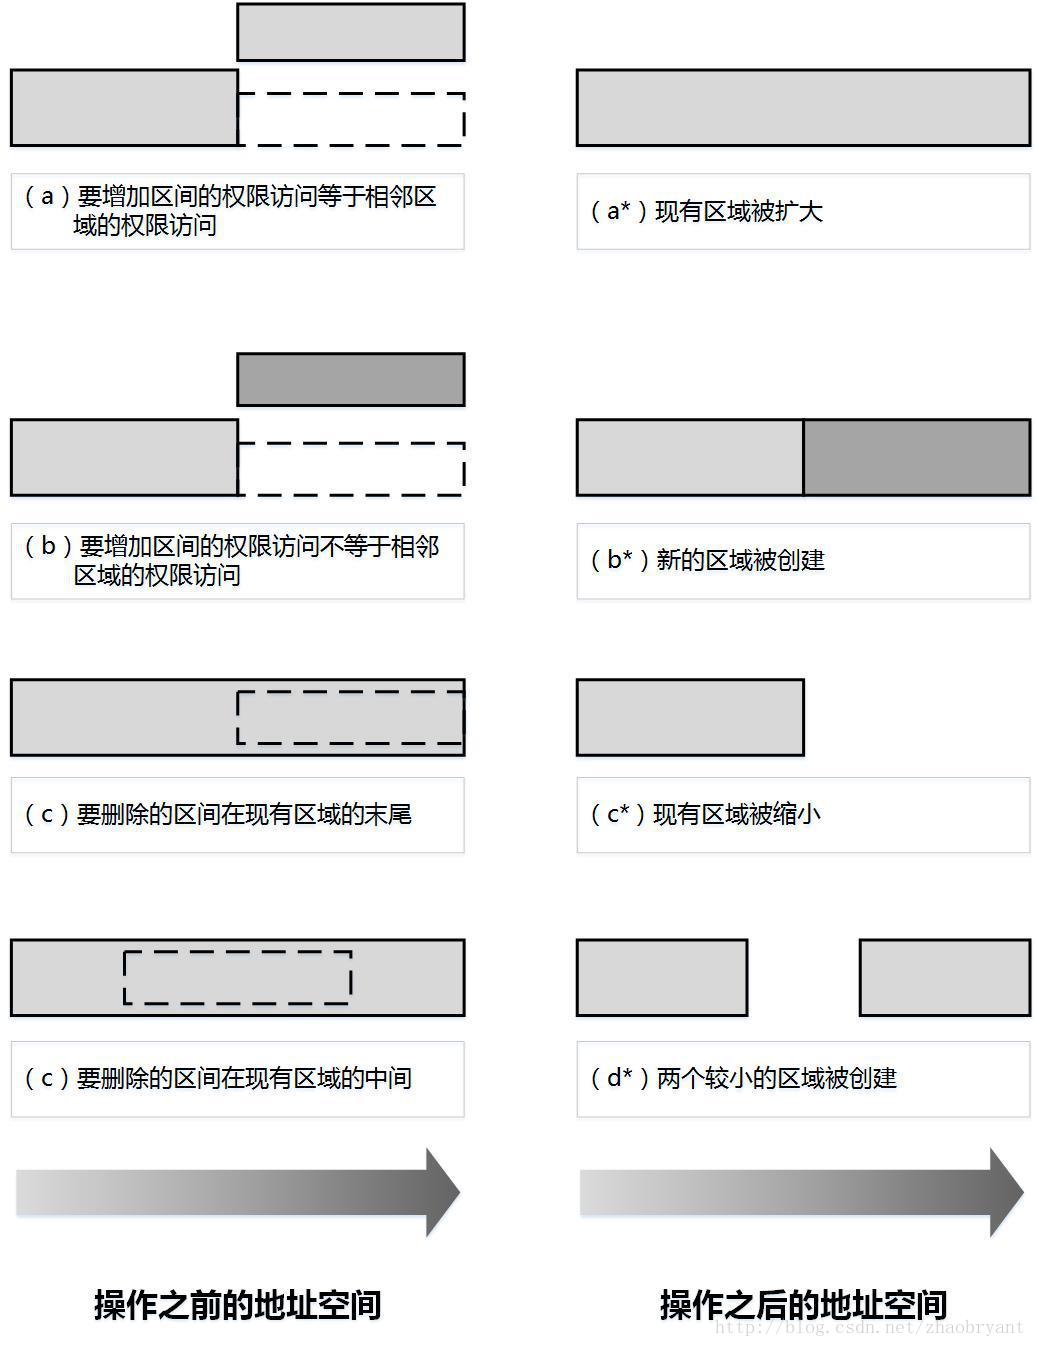 （a）要增加区间的权限访问等于相邻区
域的权限访问
（a*）现有区域被扩大
（b）要增加区间的权限访问不等于相邻
区域的权限访问
（b*）新的区域被创建
（c）要删除的区间在现有区域的末尾
（c*）现有区域被缩小
（c）要删除的区间在现有区域的中间
（d*）两个较小的区域被创建
操作之前的地址空间
操作之后的地址空间
http://blog.csdn.net/zhaobryant